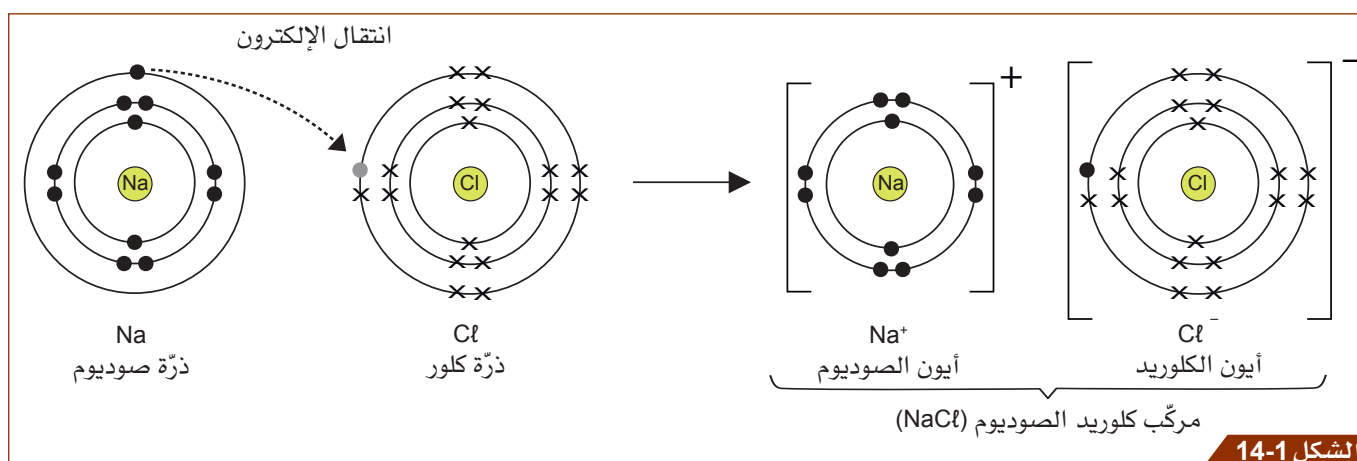 انتقال الإلكترون
Na
Cl
Na
+
Cl
−
Na
ذرّة صوديوم
Cℓ
ذرّة كلور
Na⁺
أيون الصوديوم
Cℓ⁻
أيون الكلوريد
مركّب كلوريد الصوديوم (NaCℓ)
الشكل 1-14